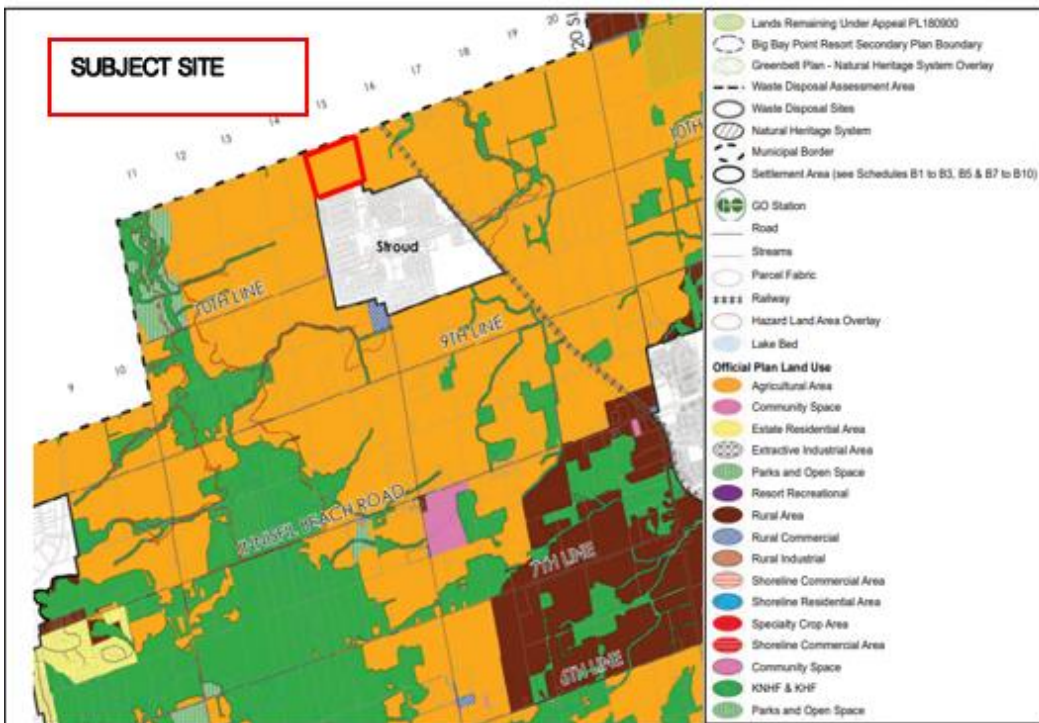 SUBJECT SITE
11
12
13
14
15
16
17
18
19
20
20 SI
10TH
Stroud
10TH LINE
9TH LINE
9
10
INNISFIL BEACH ROAD
7TH LINE
6TH LINE
Lands Remaining Under Appeal PL180900
Big Bay Point Resort Secondary Plan Boundary
Greenbelt Plan - Natural Heritage System Overlay
Waste Disposal Assessment Area
Waste Disposal Sites
Natural Heritage System
Municipal Border
Settlement Area (see Schedules B1 to B3, B5 & B7 to B10)
GO Station
Road
Streams
Parcel Fabric
Railway
Hazard Land Area Overlay
Lake Bed
Official Plan Land Use
Agricultural Area
Community Space
Estate Residential Area
Extractive Industrial Area
Parks and Open Space
Resort Recreational
Rural Area
Rural Commercial
Rural Industrial
Shoreline Commercial Area
Shoreline Residential Area
Specialty Crop Area
Shoreline Commercial Area
Community Space
KNHF & KHF
Parks and Open Space